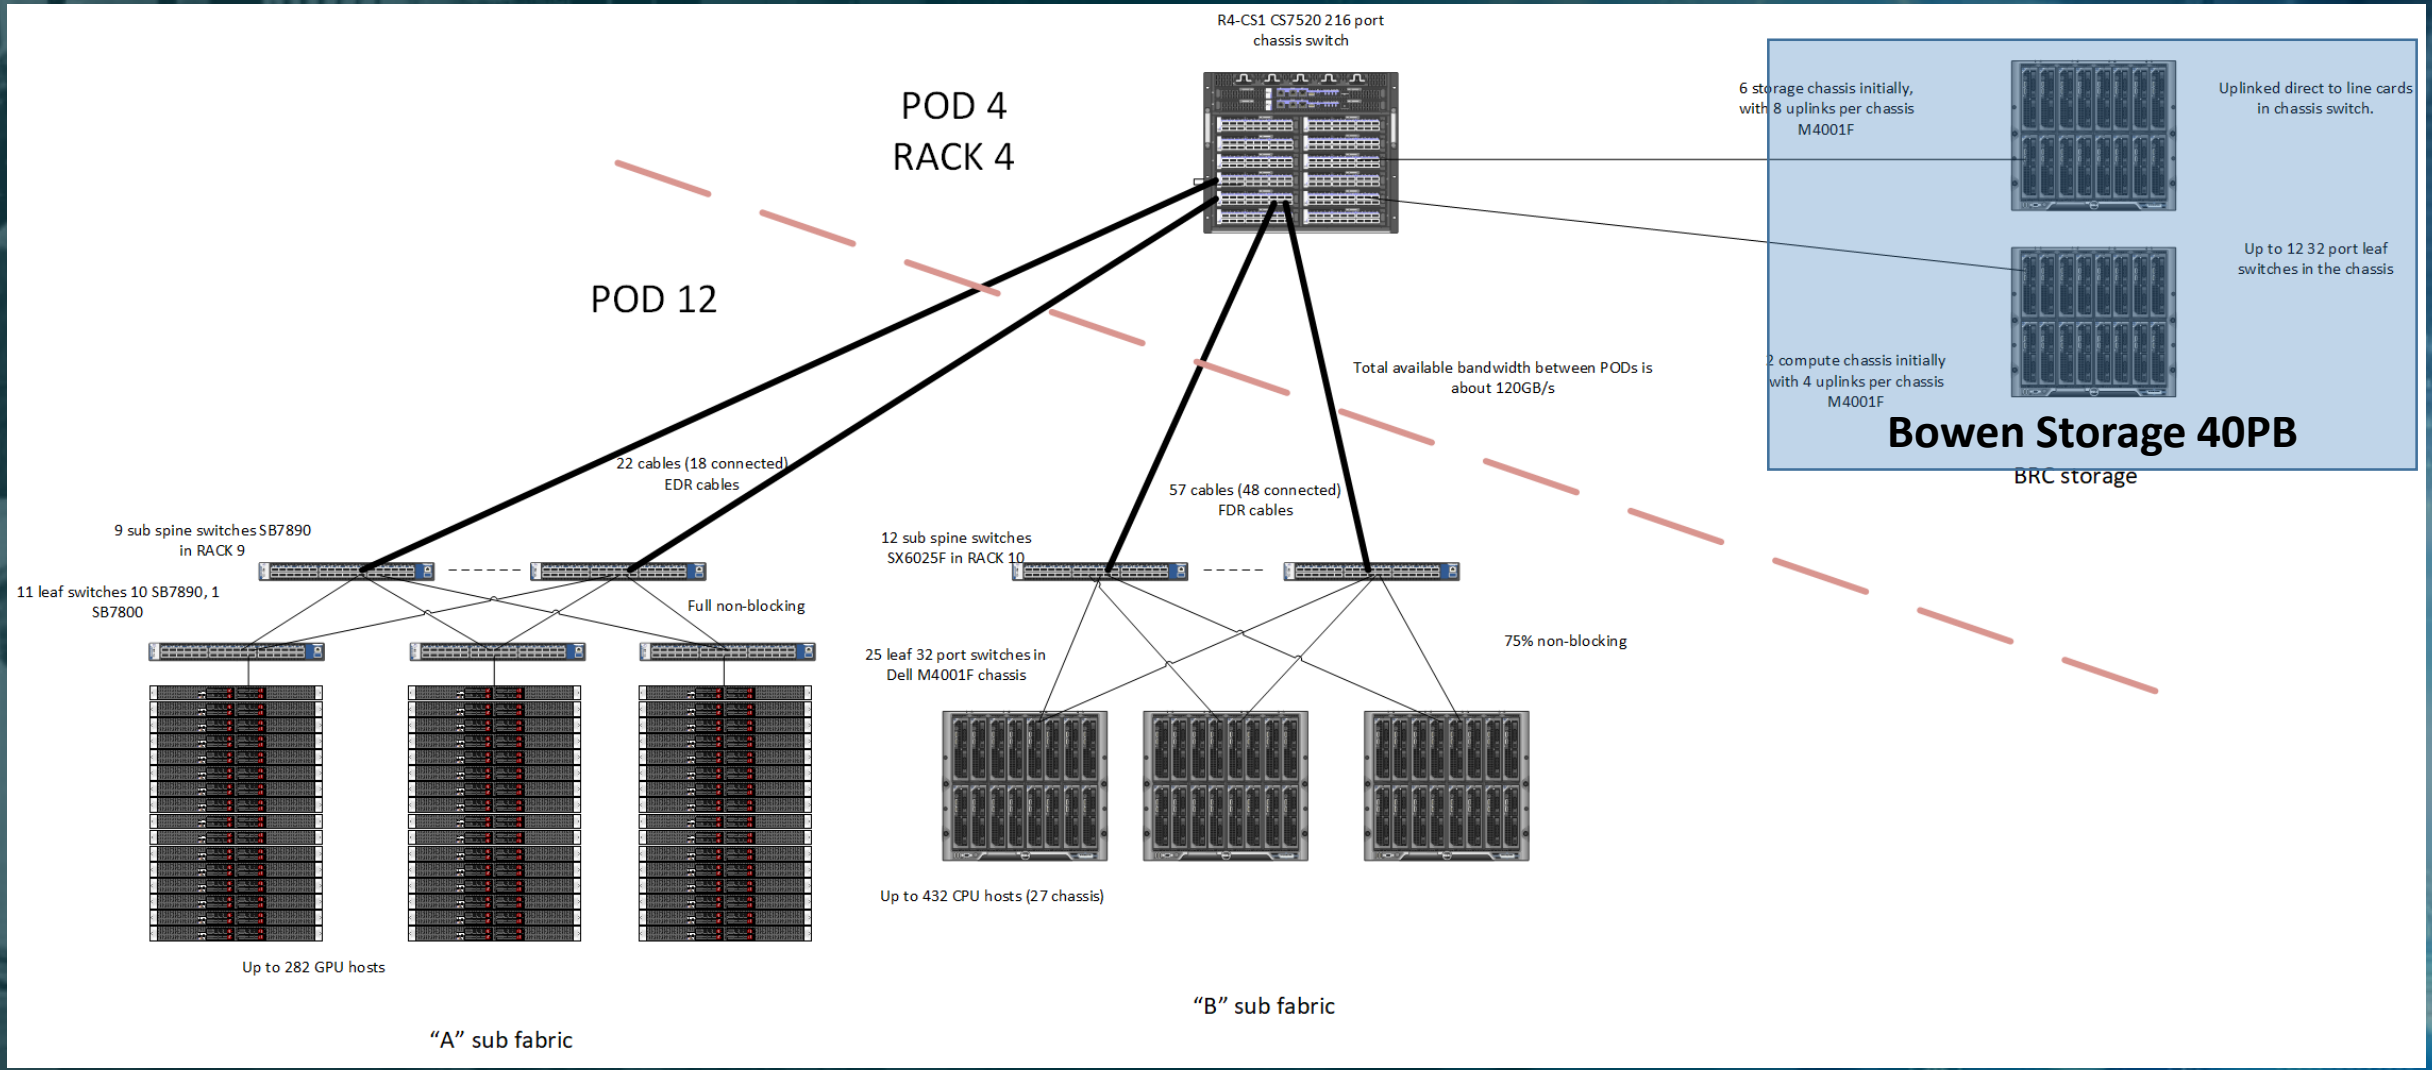 R4-CS1 CS7520 216 port
chassis switch
POD 4
RACK 4
6 storage chassis initially,
with 8 uplinks per chassis
M4001F
Uplinked direct to line cards
in chassis switch.
Up to 12 32 port leaf
switches in the chassis
POD 12
2 compute chassis initially
with 4 uplinks per chassis
M4001F
Bowen Storage 40PB
BRC storage
Total available bandwidth between PODs is
about 120GB/s
22 cables (18 connected)
EDR cables
57 cables (48 connected)
FDR cables
9 sub spine switches SB7890
in RACK 9
12 sub spine switches
SX6025F in RACK 10
11 leaf switches 10 SB7890, 1
SB7800
Full non-blocking
25 leaf 32 port switches in
Dell M4001F chassis
75% non-blocking
Up to 432 CPU hosts (27 chassis)
Up to 282 GPU hosts
“B” sub fabric
“A” sub fabric